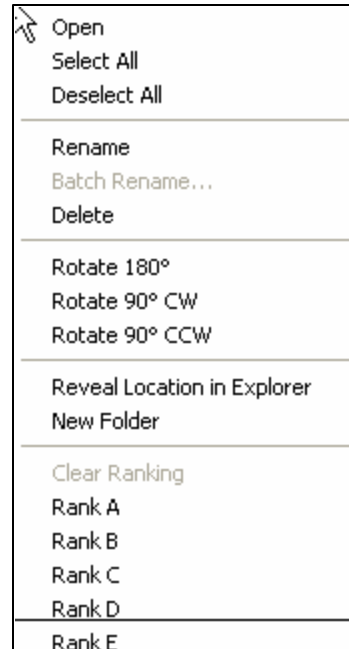 Open
Select All
Deselect All
Rename
Batch Rename...
Delete
Rotate 180°
Rotate 90° CW
Rotate 90° CCW
Reveal Location in Explorer
New Folder
Clear Ranking
Rank A
Rank B
Rank C
Rank D
Rank E